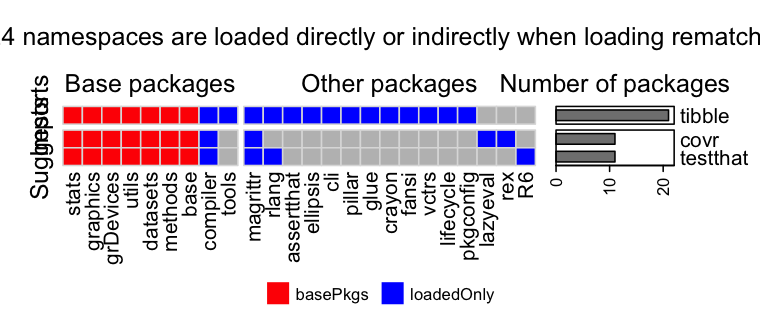 4 namespaces are loaded directly or indirectly when loading rematch
Base packages
Other packages
Number of packages
Imports
Suggests
tibble
covr
testthat
stats
graphics
grDevices
utils
datasets
methods
base
compiler
tools
magrittr
rlang
assertthat
ellipsis
cli
pillar
glue
crayon
fansi
vctrs
lifecycle
pkgconfig
lazyeval
rex
R6
0
10
20
basePkgs
loadedOnly